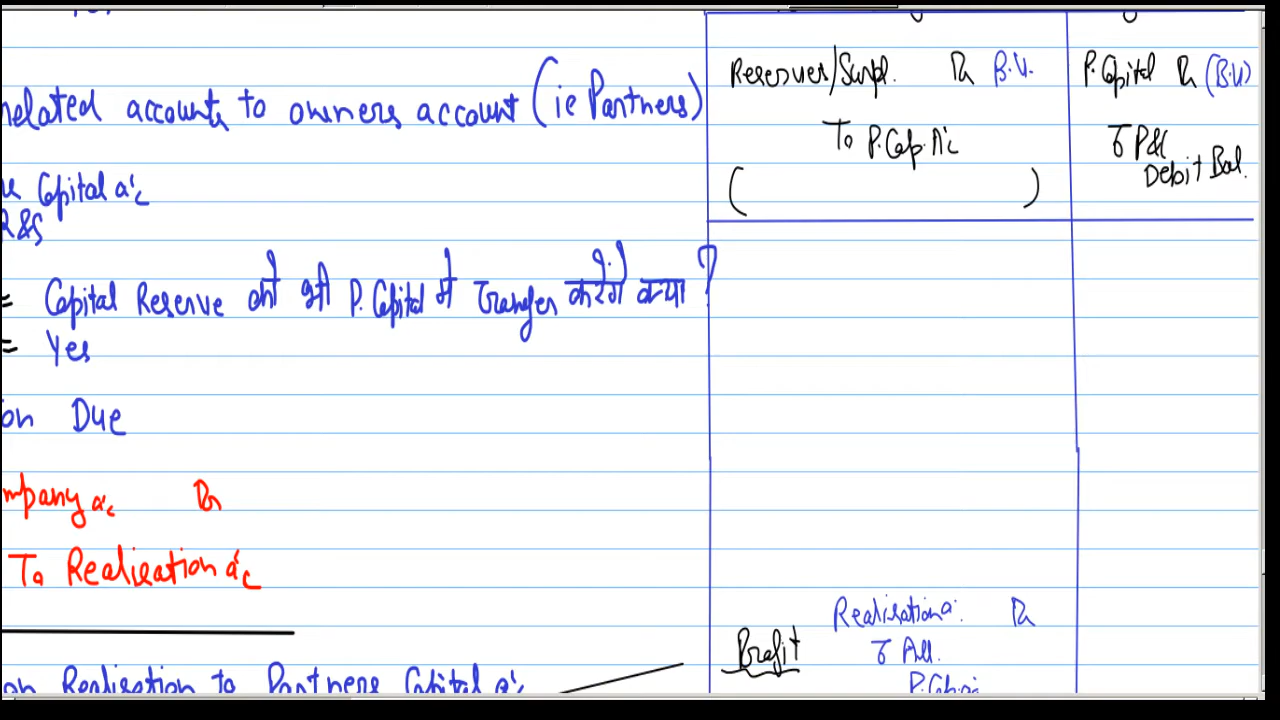 related accounts to owners account (ie Partners)
Capital a/c
R&S
= Capital Reserve को भी P. Capital में Transfer करेंगे क्या ?
= Yes
on Due
mpany a/c Dr
To Realisation a/c
on Realisation to Partners Capital a/c
Reserves/Surpl. Dr B.V.
To P. Cap. A/c
( )
P. Capital Dr (B.V)
To P&L
Debit Bal.
Profit
Realisation a/c Dr
To All.
P. Cap. a/c